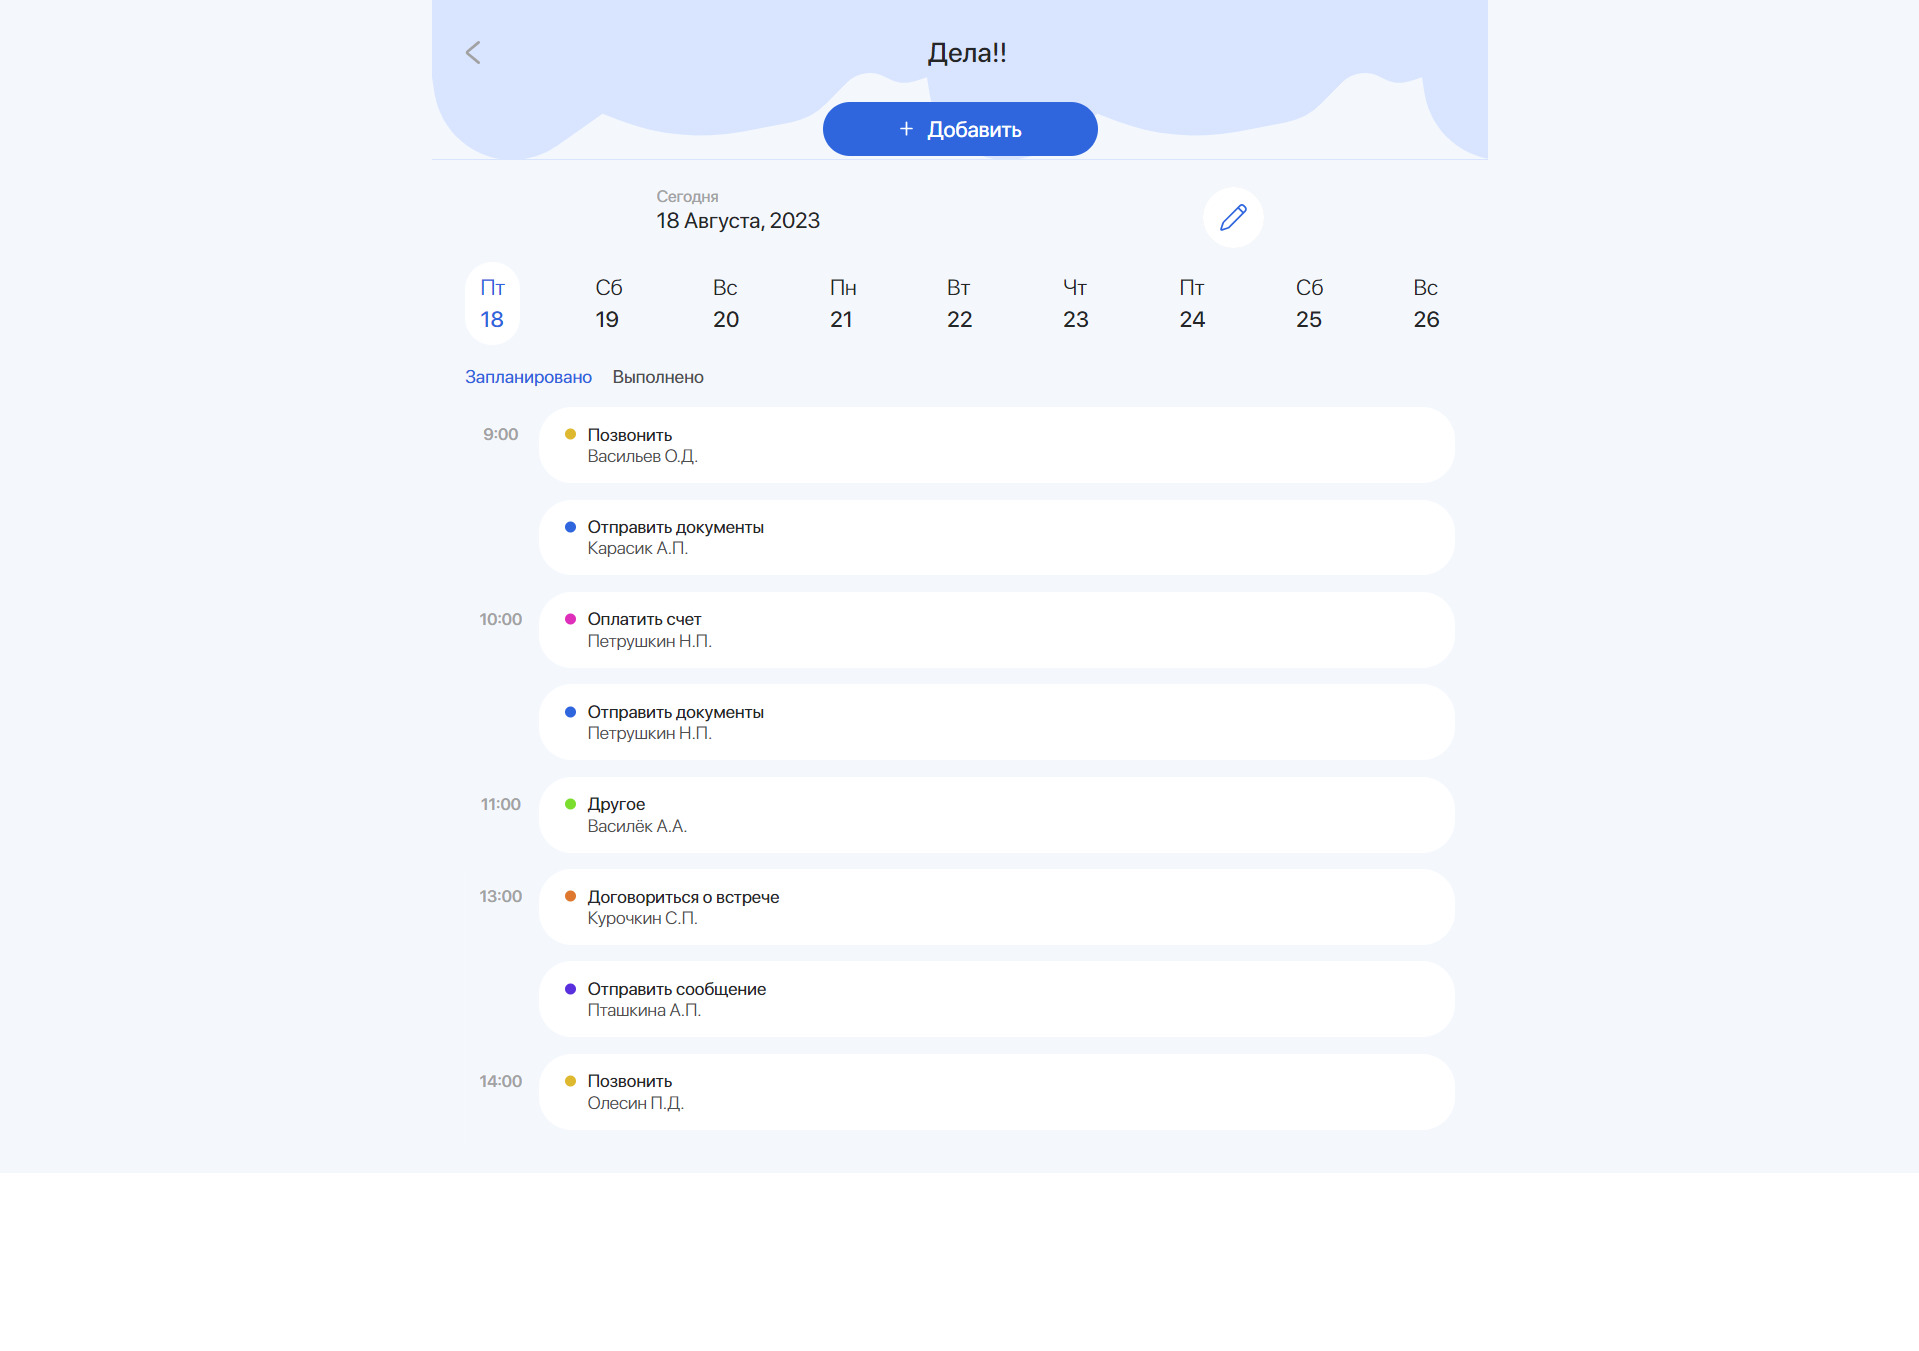 Дела!!
+ Добавить
Сегодня
18 Августа, 2023
Пт Сб Вс Пн Вт Чт Пт Сб Вс
18 19 20 21 22 23 24 25 26
Запланировано Выполнено
9:00 Позвонить
Васильев О.Д.
Отправить документы
Карасик А.П.
10:00 Оплатить счет
Петрушкин Н.П.
Отправить документы
Петрушкин Н.П.
11:00 Другое
Василёк А.А.
13:00 Договориться о встрече
Курочкин С.П.
Отправить сообщение
Пташкина А.П.
14:00 Позвонить
Олесин П.Д.